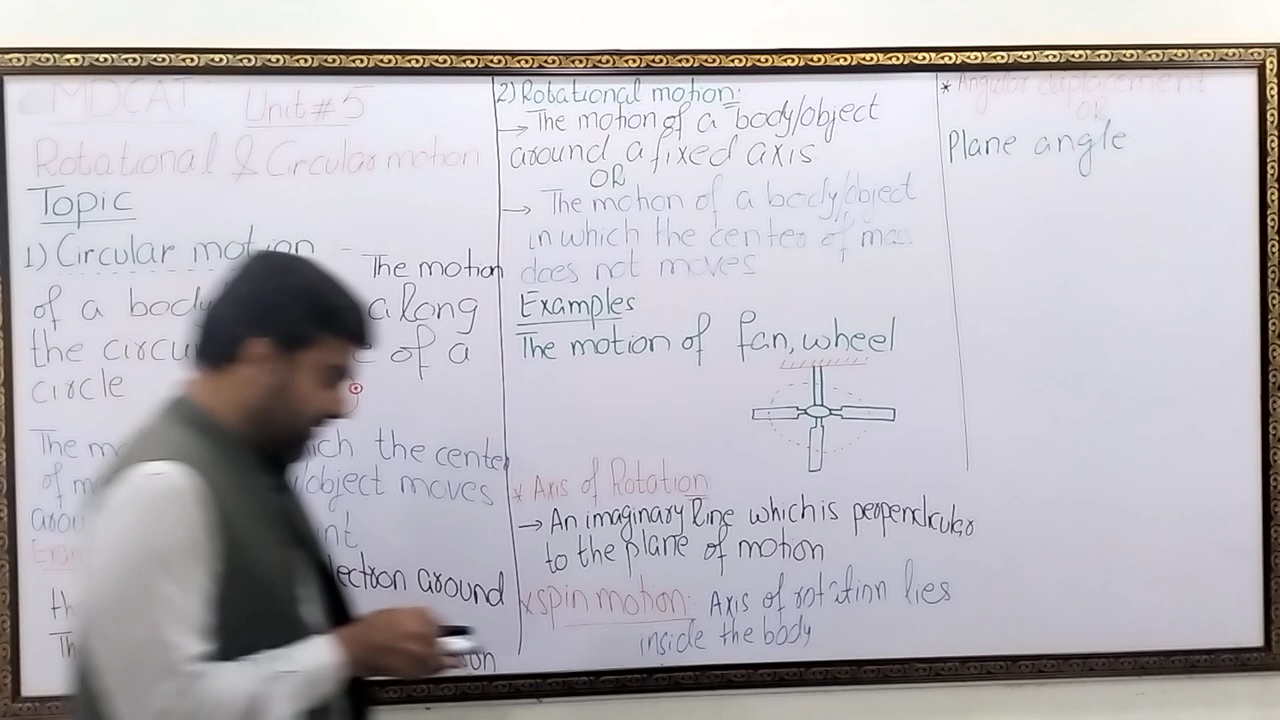 MDCAT Unit # 5
Rotational & Circular motion
Topic
1) Circular motion The motion
of a body along
the circu e of a
circle
The m ich the center
of m object moves
arou nt
Exam
lectron around
th
Th on
2) Rotational motion:
→ The motion of a body/object
around a fixed axis
OR
→ The motion of a body/object
in which the center of mass
does not moves
Examples
The motion of fan, wheel
* Axis of Rotation
→ An imaginary line which is perpendicular
to the plane of motion
* spin motion: Axis of rotation lies
inside the body
* Angular displacement
OR
Plane angle